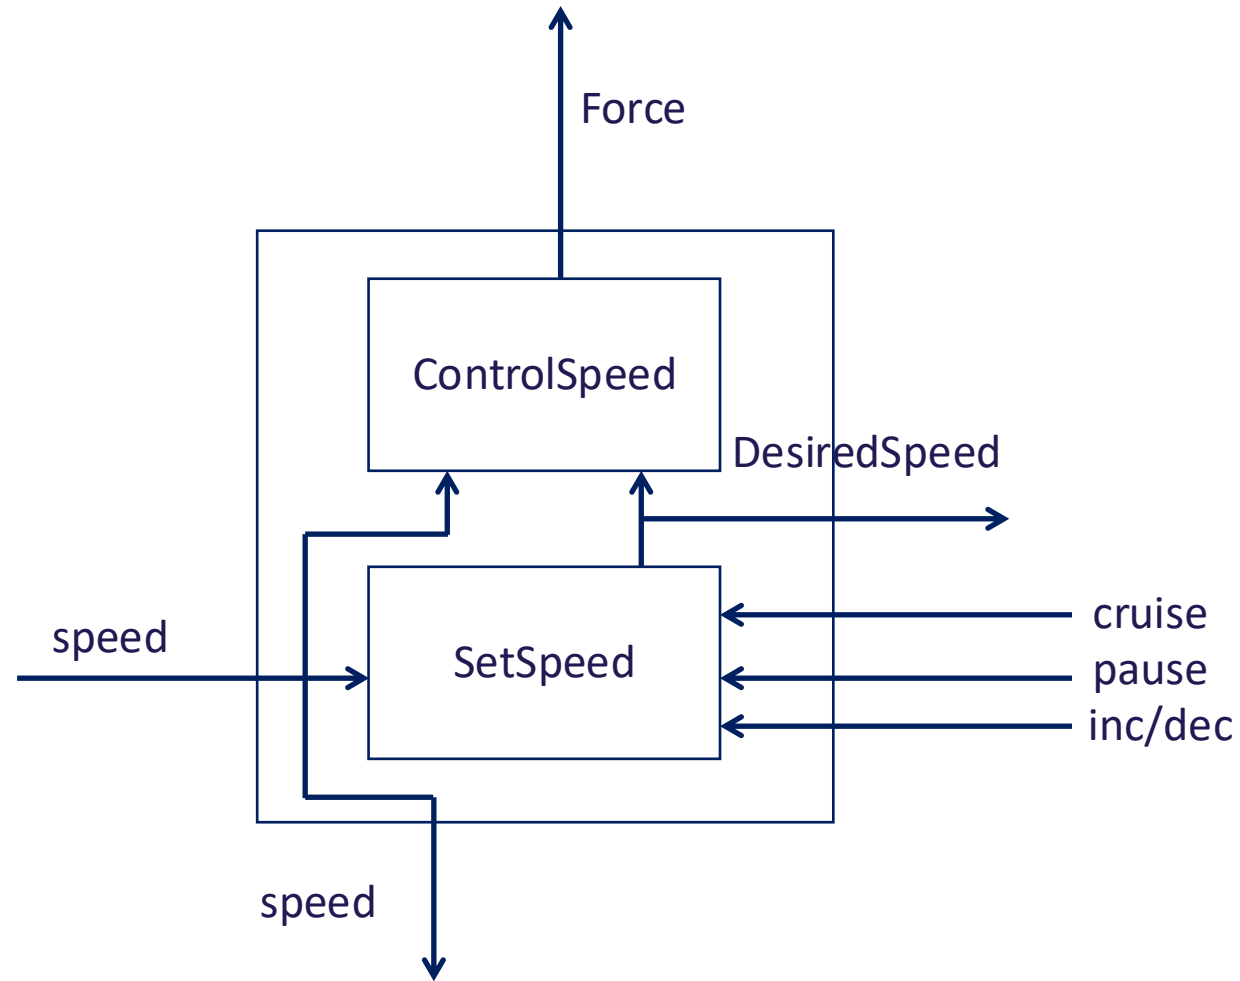 Force
ControlSpeed
DesiredSpeed
cruise
speed
SetSpeed
pause
inc/dec
speed